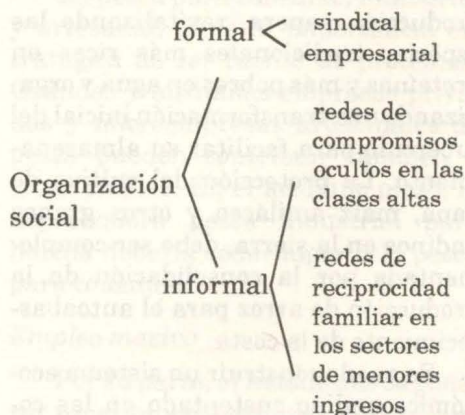 formal
sindical
empresarial
Organización
social
informal
redes de
compromisos
ocultos en las
clases altas
redes de
reciprocidad
familiar en
los sectores
de menores
ingresos